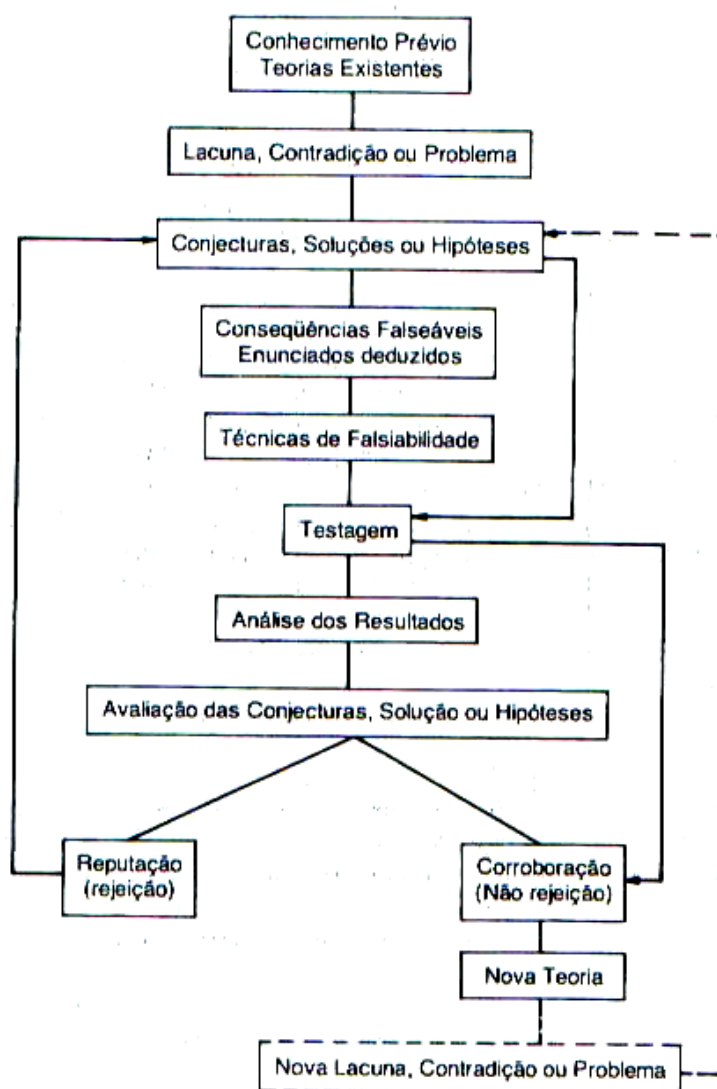 Conhecimento Prévio
Teorias Existentes
Lacuna, Contradição ou Problema
Conjecturas, Soluções ou Hipóteses
Conseqüências Falseáveis
Enunciados deduzidos
Técnicas de Falsiabilidade
Testagem
Análise dos Resultados
Avaliação das Conjecturas, Solução ou Hipóteses
Reputação
(rejeição)
Corroboração
(Não rejeição)
Nova Teoria
Nova Lacuna, Contradição ou Problema